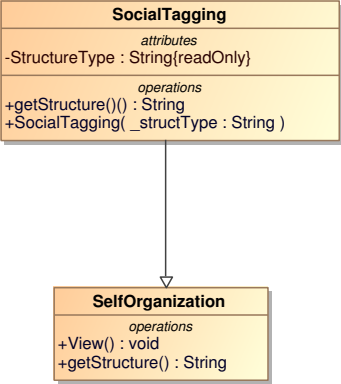 SocialTagging
attributes
-StructureType : String{readOnly}
operations
+getStructure()() : String
+SocialTagging( _structType : String )
SelfOrganization
operations
+View() : void
+getStructure() : String